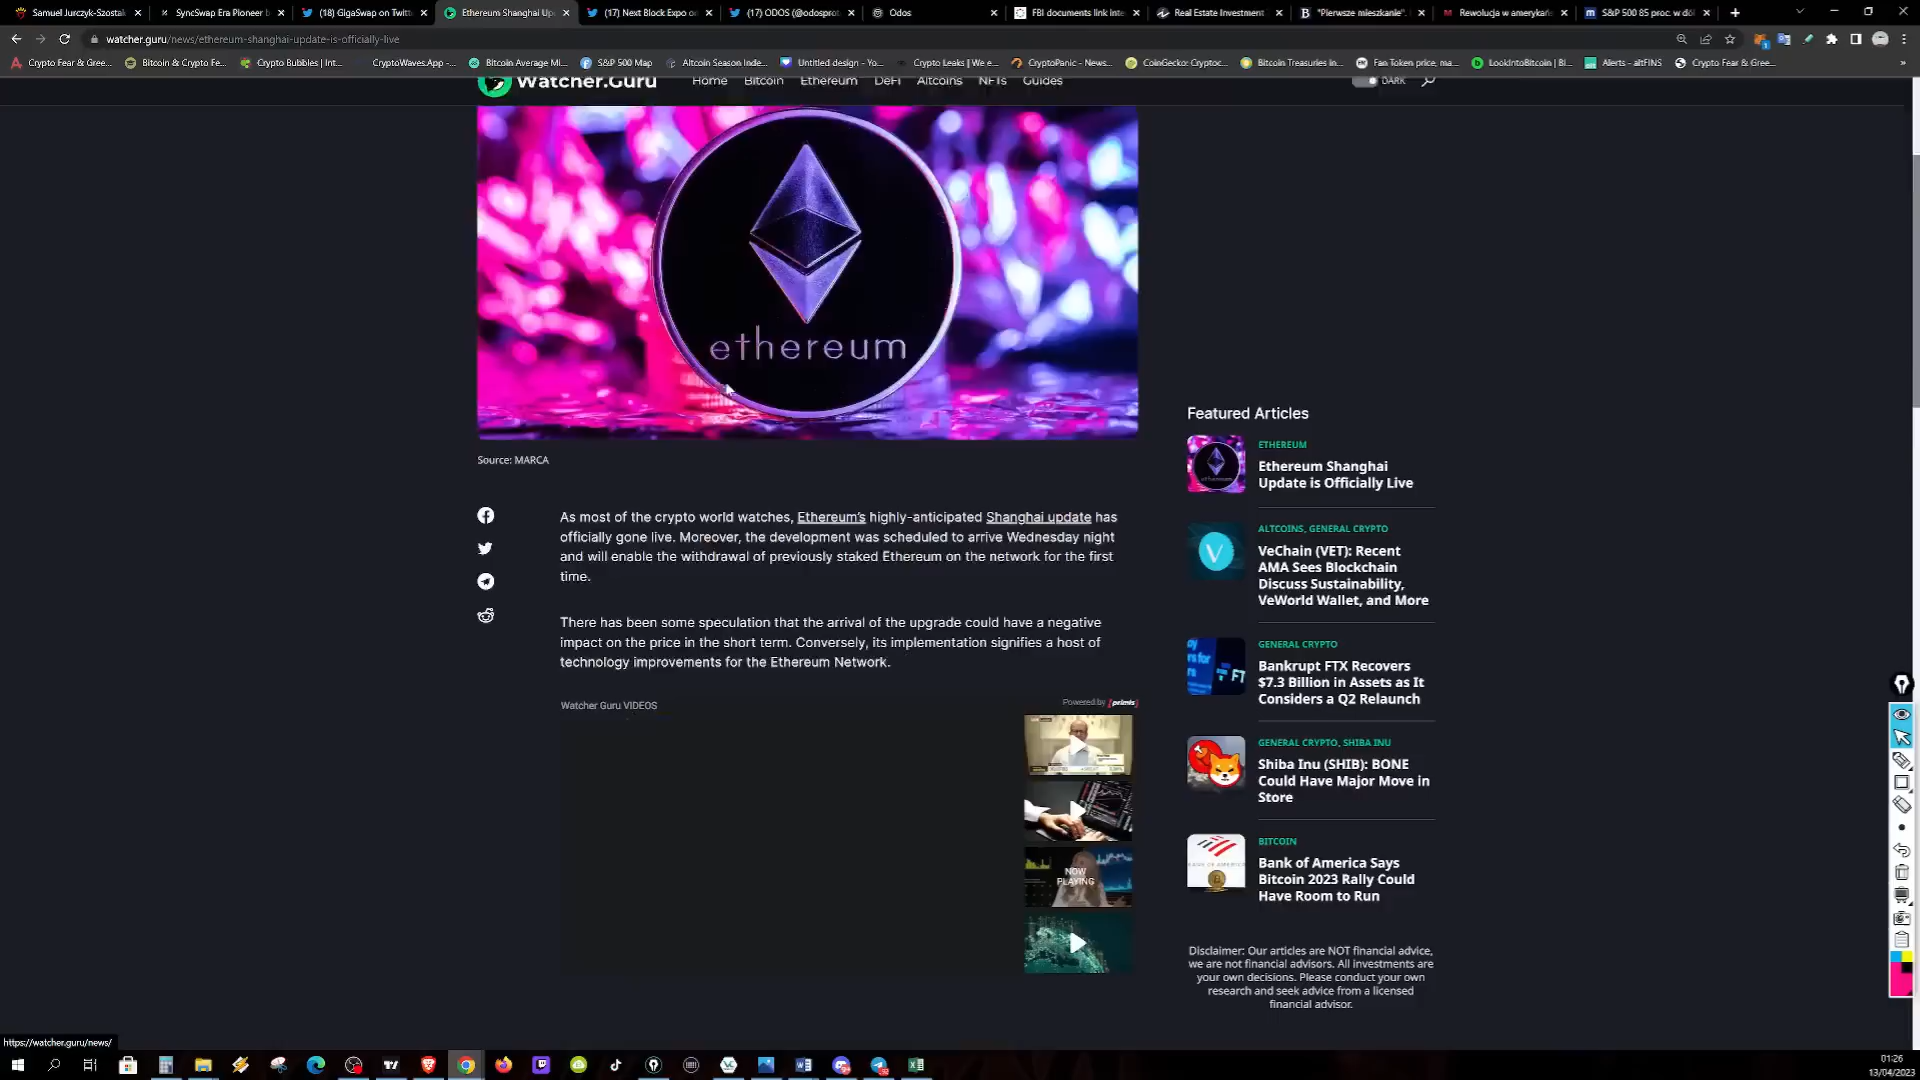 Samuel Jurczyk-Szostak
SyncSwap Era Pioneer
(18) GigaSwap on Twitt
Ethereum Shanghai Up
(17) Next Block Expo on
(17) ODOS (@odosprot
Odos
FBI documents link inte
Real Estate Investment
"Pierwsze mieszkanie".
Rewolucja w amerykań
S&P 500 85 proc. w dół
watcher.guru/news/ethereum-shanghai-update-is-officially-live
Crypto Fear & Gree...
Bitcoin & Crypto Fe...
Crypto Bubbles | Int...
CryptoWaves.App -...
Bitcoin Average Mi...
S&P 500 Map
Altcoin Season Inde...
Untitled design - Yo...
Crypto Leaks | We e...
CryptoPanic - News...
CoinGecko: Cryptoc...
Bitcoin Treasuries in...
Fan Token price, ma...
LookIntoBitcoin | Bi...
Alerts - altFINS
Crypto Fear & Gree...
Watcher.Guru
Home
Bitcoin
Ethereum
DeFi
Altcoins
NFTs
Guides
DARK
ethereum
Source: MARCA
As most of the crypto world watches, Ethereum's highly-anticipated Shanghai update has
officially gone live. Moreover, the development was scheduled to arrive Wednesday night
and will enable the withdrawal of previously staked Ethereum on the network for the first
time.
There has been some speculation that the arrival of the upgrade could have a negative
impact on the price in the short term. Conversely, its implementation signifies a host of
technology improvements for the Ethereum Network.
Watcher Guru VIDEOS
Powered by [primis]
NOW
PLAYING
Featured Articles
ETHEREUM
Ethereum Shanghai
Update is Officially Live
ALTCOINS, GENERAL CRYPTO
VeChain (VET): Recent
AMA Sees Blockchain
Discuss Sustainability,
VeWorld Wallet, and More
GENERAL CRYPTO
Bankrupt FTX Recovers
$7.3 Billion in Assets as It
Considers a Q2 Relaunch
GENERAL CRYPTO, SHIBA INU
Shiba Inu (SHIB): BONE
Could Have Major Move in
Store
BITCOIN
Bank of America Says
Bitcoin 2023 Rally Could
Have Room to Run
Disclaimer: Our articles are NOT financial advice,
we are not financial advisors. All investments are
your own decisions. Please conduct your own
research and seek advice from a licensed
financial advisor.
https://watcher.guru/news/
01:26
13/04/2023